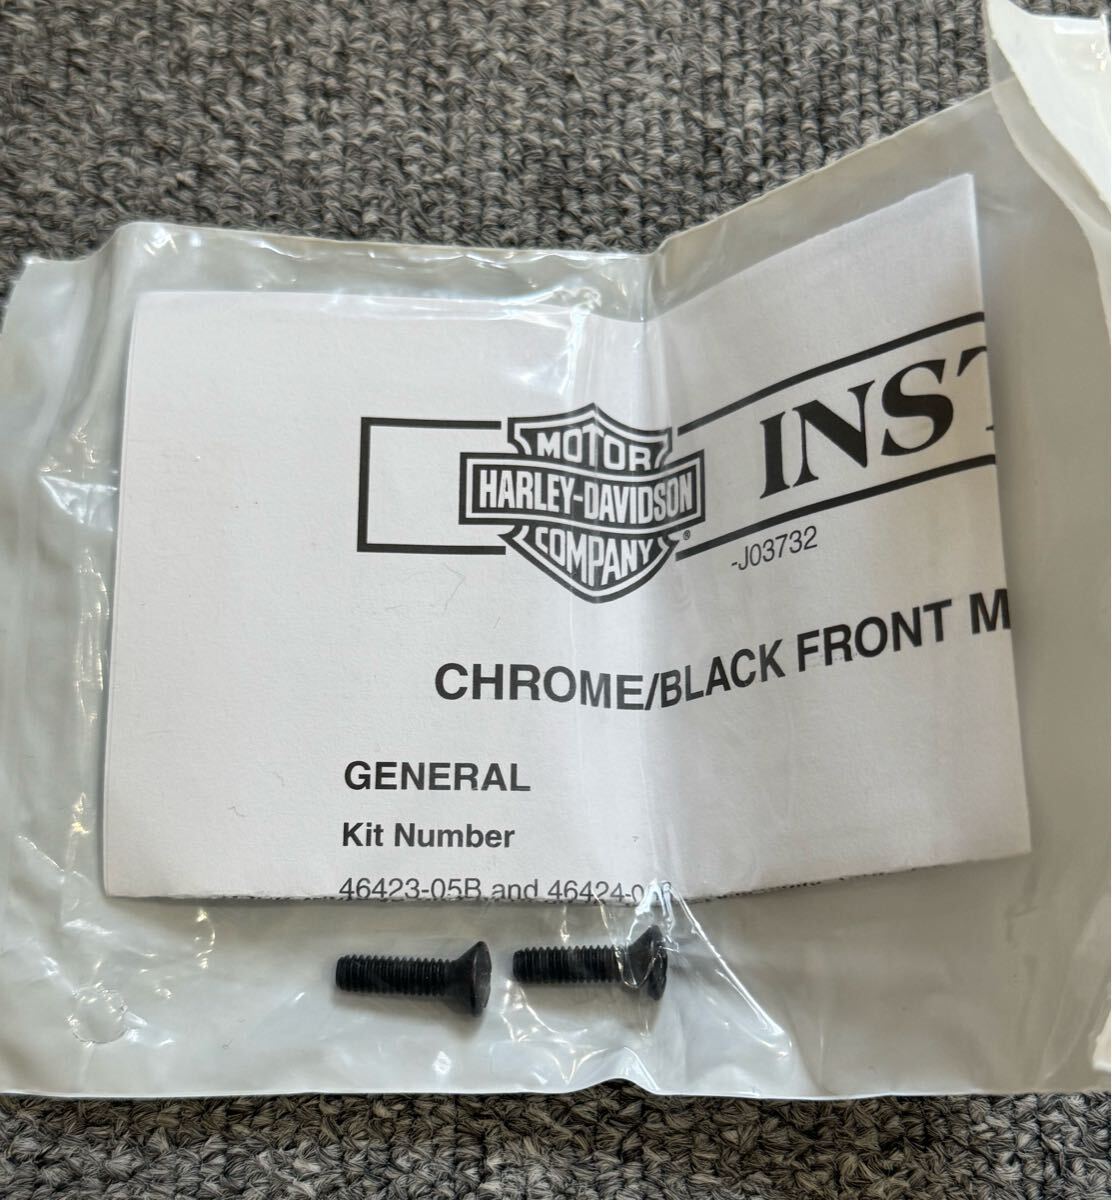 MOTOR
HARLEY-DAVIDSON
COMPANY
®
INST
-J03732
CHROME/BLACK FRONT M
GENERAL
Kit Number
46423-05B and